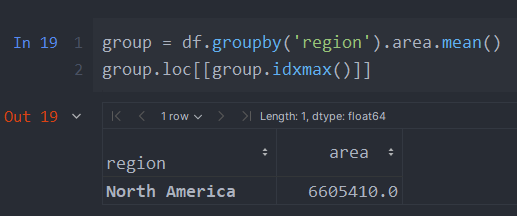 In 19 1 group = df.groupby('region').area.mean()
2 group.loc[[group.idxmax()]]
Out 19
1 row Length: 1, dtype: float64
region area
North America 6605410.0